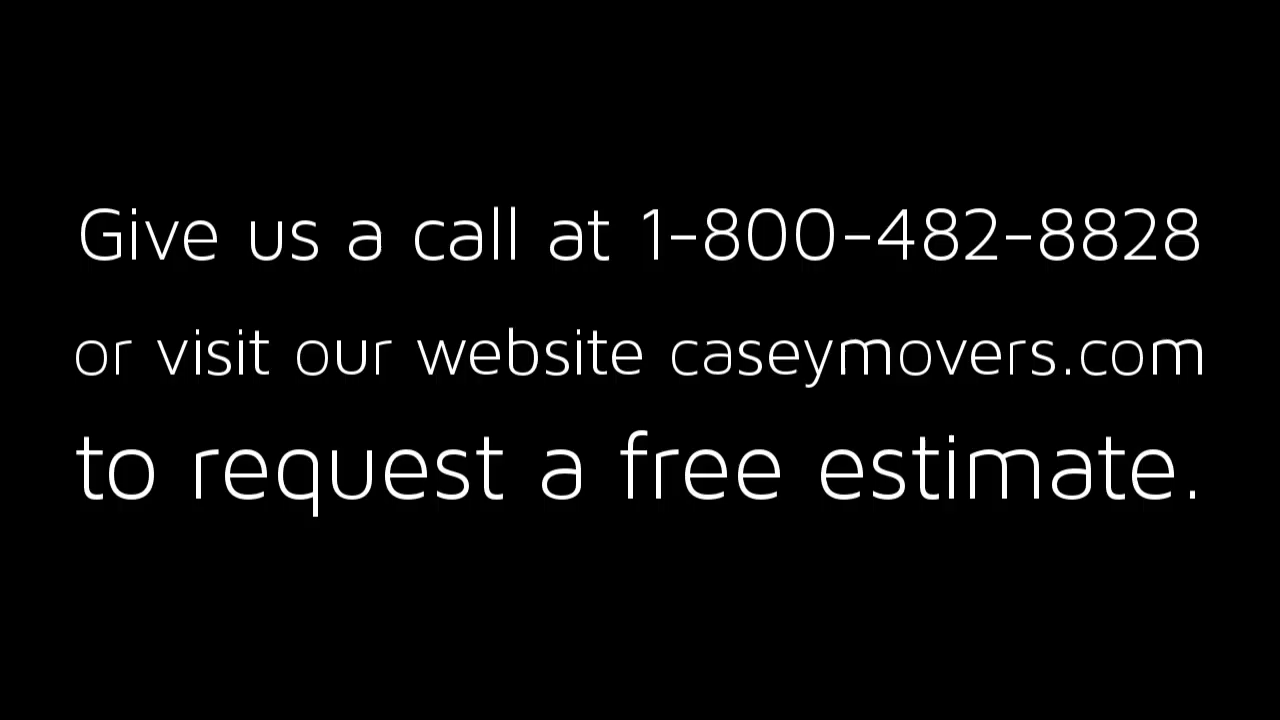 Give us a call at 1-800-482-8828
or visit our website caseymovers.com
to request a free estimate.